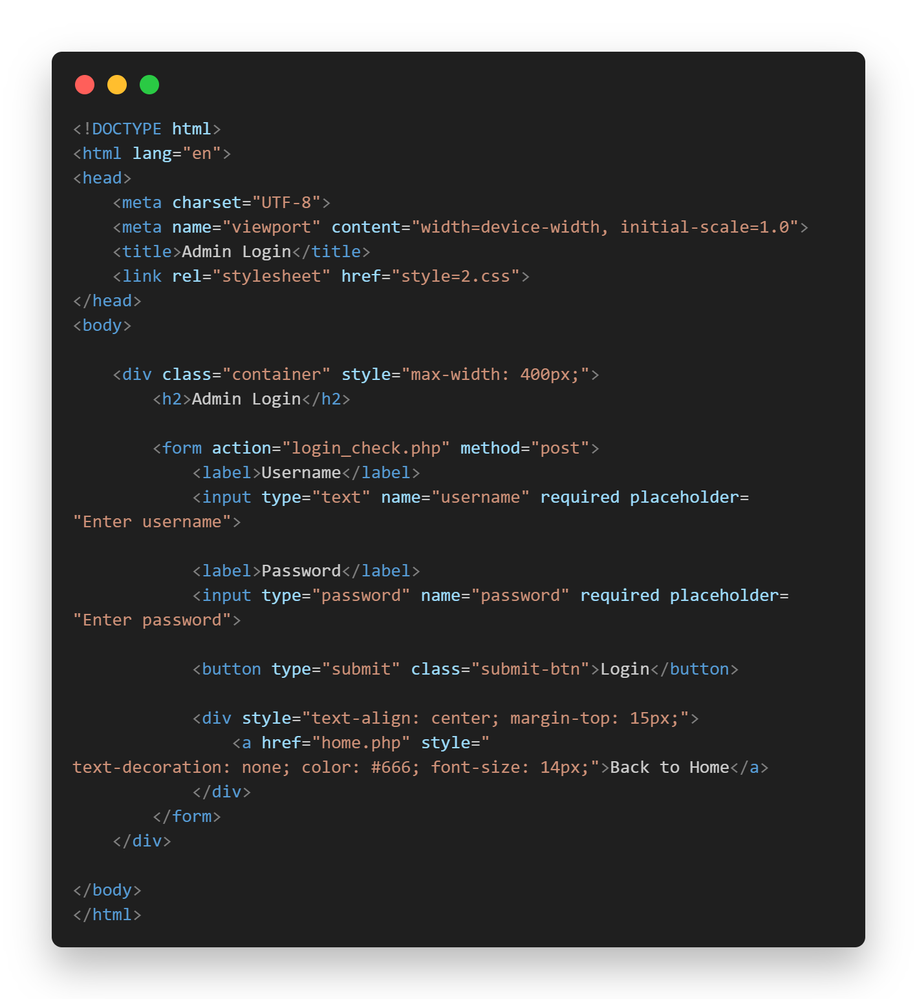 <!DOCTYPE html>
<html lang="en">
<head>
    <meta charset="UTF-8">
    <meta name="viewport" content="width=device-width, initial-scale=1.0">
    <title>Admin Login</title>
    <link rel="stylesheet" href="style=2.css">
</head>
<body>

    <div class="container" style="max-width: 400px;">
        <h2>Admin Login</h2>

        <form action="login_check.php" method="post">
            <label>Username</label>
            <input type="text" name="username" required placeholder=
"Enter username">

            <label>Password</label>
            <input type="password" name="password" required placeholder=
"Enter password">

            <button type="submit" class="submit-btn">Login</button>

            <div style="text-align: center; margin-top: 15px;">
                <a href="home.php" style="
text-decoration: none; color: #666; font-size: 14px;">Back to Home</a>
            </div>
        </form>
    </div>

</body>
</html>